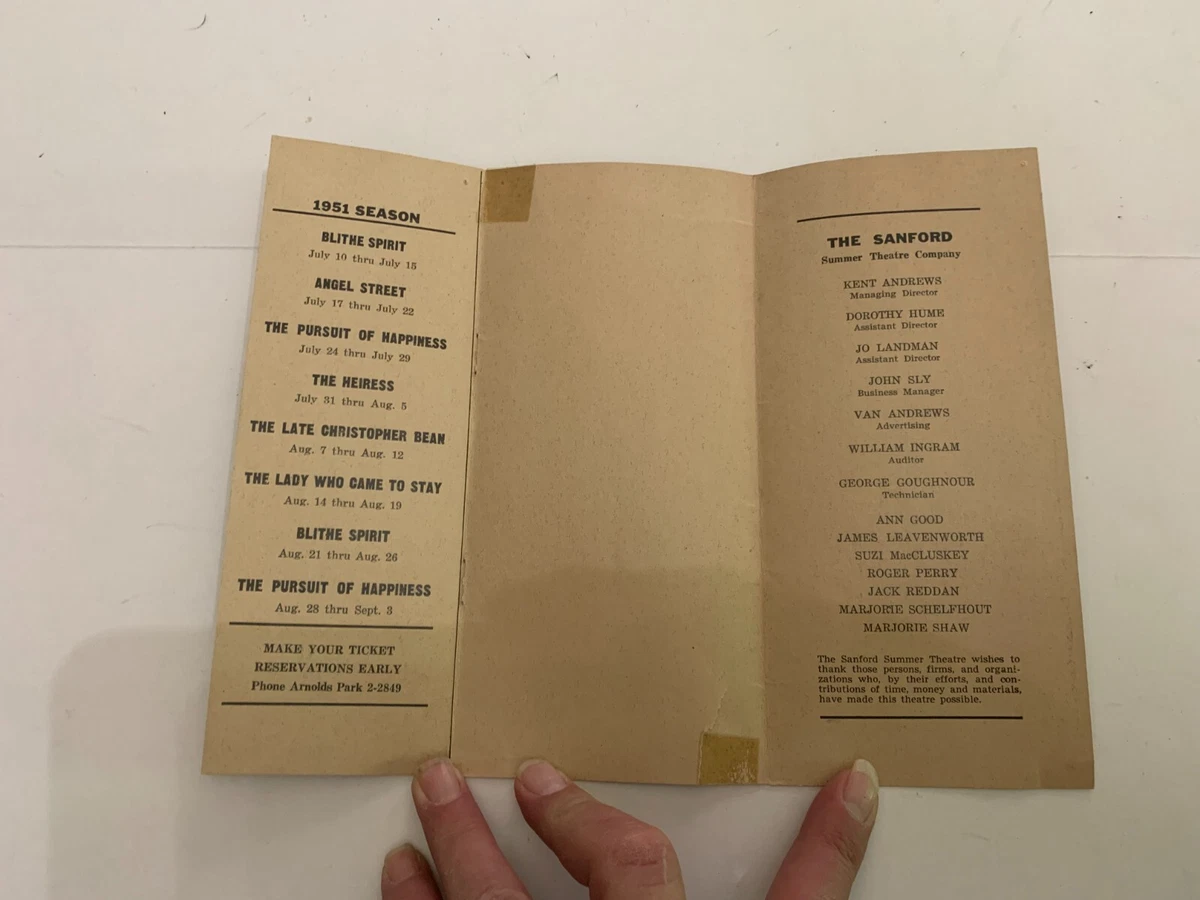 1951 SEASON
BLITHE SPIRIT
July 10 thru July 15
ANGEL STREET
July 17 thru July 22
THE PURSUIT OF HAPPINESS
July 24 thru July 29
THE HEIRESS
July 31 thru Aug. 5
THE LATE CHRISTOPHER BEAN
Aug. 7 thru Aug. 12
THE LADY WHO CAME TO STAY
Aug. 14 thru Aug. 19
BLITHE SPIRIT
Aug. 21 thru Aug. 26
THE PURSUIT OF HAPPINESS
Aug. 28 thru Sept. 3
MAKE YOUR TICKET
RESERVATIONS EARLY
Phone Arnolds Park 2-2849
THE SANFORD
Summer Theatre Company
KENT ANDREWS
Managing Director
DOROTHY HUME
Assistant Director
JO LANDMAN
Assistant Director
JOHN SLY
Business Manager
VAN ANDREWS
Advertising
WILLIAM INGRAM
Auditor
GEORGE GOUGHNOUR
Technician
ANN GOOD
JAMES LEAVENWORTH
SUZI MacCLUSKEY
ROGER PERRY
JACK REDDAN
MARJORIE SCHELFHOUT
MARJORIE SHAW
The Sanford Summer Theatre wishes to
thank those persons, firms, and organi-
zations who, by their efforts, and con-
tributions of time, money and materials,
have made this theatre possible.